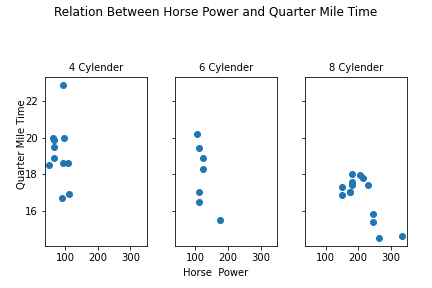 Relation Between Horse Power and Quarter Mile Time
4 Cylender
6 Cylender
8 Cylender
Quarter Mile Time
22
20
18
16
100 200 300
100 200 300
100 200 300
Horse  Power